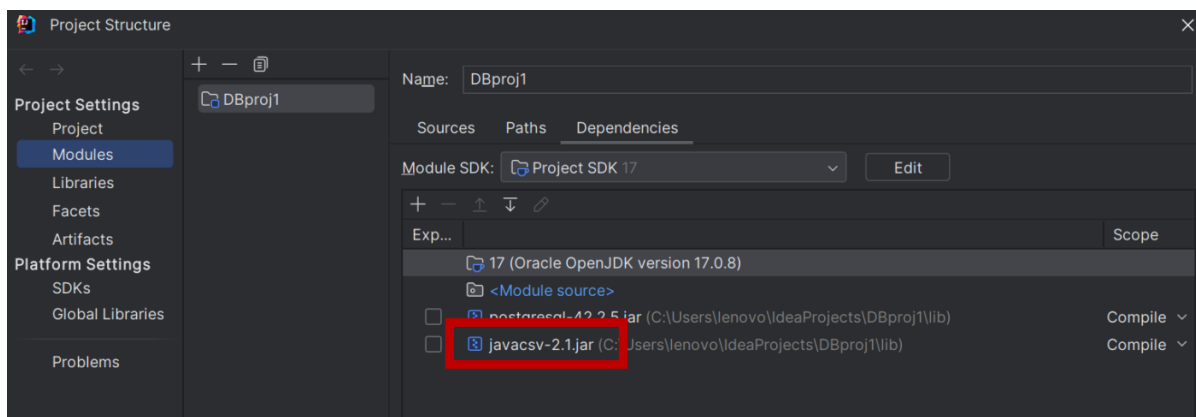 Project Structure
Project Settings
Project
Modules
Libraries
Facets
Artifacts
Platform Settings
SDKs
Global Libraries
Problems
DBproj1
Name: DBproj1
Sources Paths Dependencies
Module SDK: Project SDK 17 Edit
Exp... Scope
17 (Oracle OpenJDK version 17.0.8)
<Module source>
postgresql-42.2.5.jar (C:\Users\lenovo\IdeaProjects\DBproj1\lib) Compile
javacsv-2.1.jar (C:\Users\lenovo\IdeaProjects\DBproj1\lib) Compile